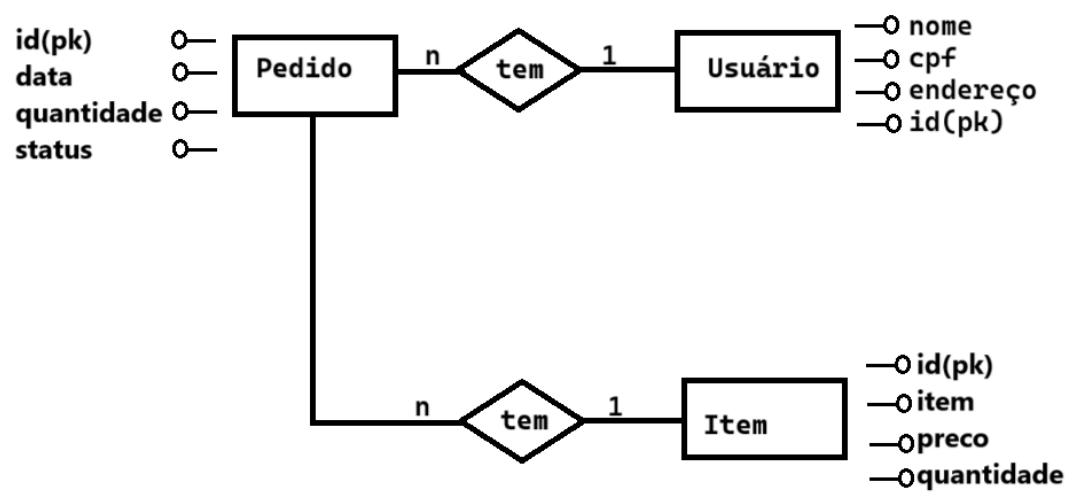 id(pk)
data
quantidade
status
Pedido
n
tem
1
Usuário
nome
cpf
endereço
id(pk)
n
tem
1
Item
id(pk)
item
preco
quantidade